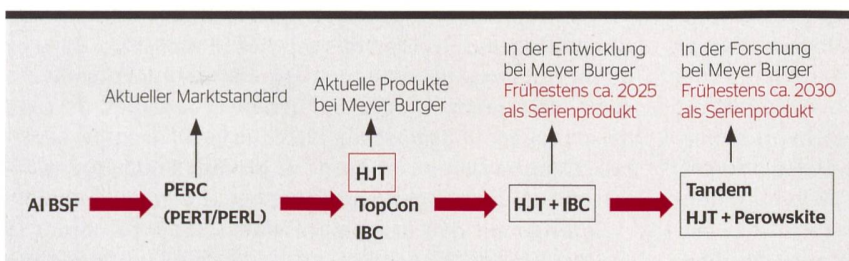 Aktueller Marktstandard
Aktuelle Produkte
bei Meyer Burger
In der Entwicklung
bei Meyer Burger
Frühestens ca. 2025
als Serienprodukt
In der Forschung
bei Meyer Burger
Frühestens ca. 2030
als Serienprodukt
Al BSF
PERC
(PERT/PERL)
HJT
TopCon
IBC
HJT + IBC
Tandem
HJT + Perowskite